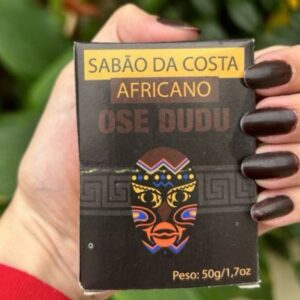 SABÃO DA COSTA
AFRICANO
OSE DUDU
Peso: 50g/1,7oz